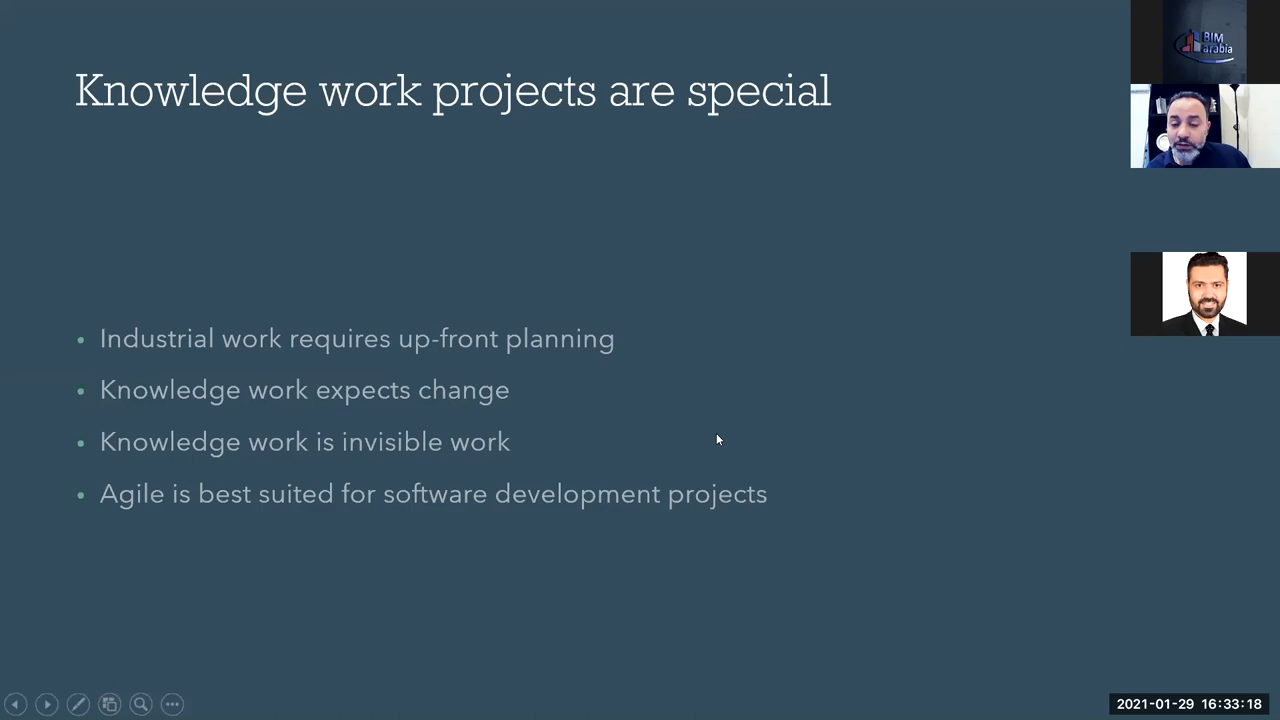 Knowledge work projects are special
BIM
arabia
• Industrial work requires up-front planning
• Knowledge work expects change
• Knowledge work is invisible work
• Agile is best suited for software development projects
2021-01-29 16:33:18